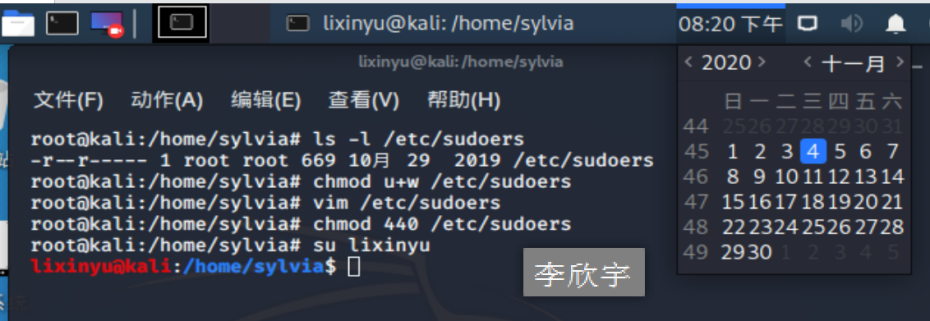 lixinyu@kali: /home/sylvia
08:20 下午
lixinyu@kali: /home/sylvia
文件(F) 动作(A) 编辑(E) 查看(V) 帮助(H)
root@kali:/home/sylvia# ls -l /etc/sudoers
-r--r----- 1 root root 669 10月 29  2019 /etc/sudoers
root@kali:/home/sylvia# chmod u+w /etc/sudoers
root@kali:/home/sylvia# vim /etc/sudoers
root@kali:/home/sylvia# chmod 440 /etc/sudoers
root@kali:/home/sylvia# su lixinyu
lixinyu@kali:/home/sylvia$
李欣宇
< 2020 > < 十一月 >
日 一 二 三 四 五 六
44 25 26 27 28 29 30 31
45 1 2 3 4 5 6 7
46 8 9 10 11 12 13 14
47 15 16 17 18 19 20 21
48 22 23 24 25 26 27 28
49 29 30 1 2 3 4 5